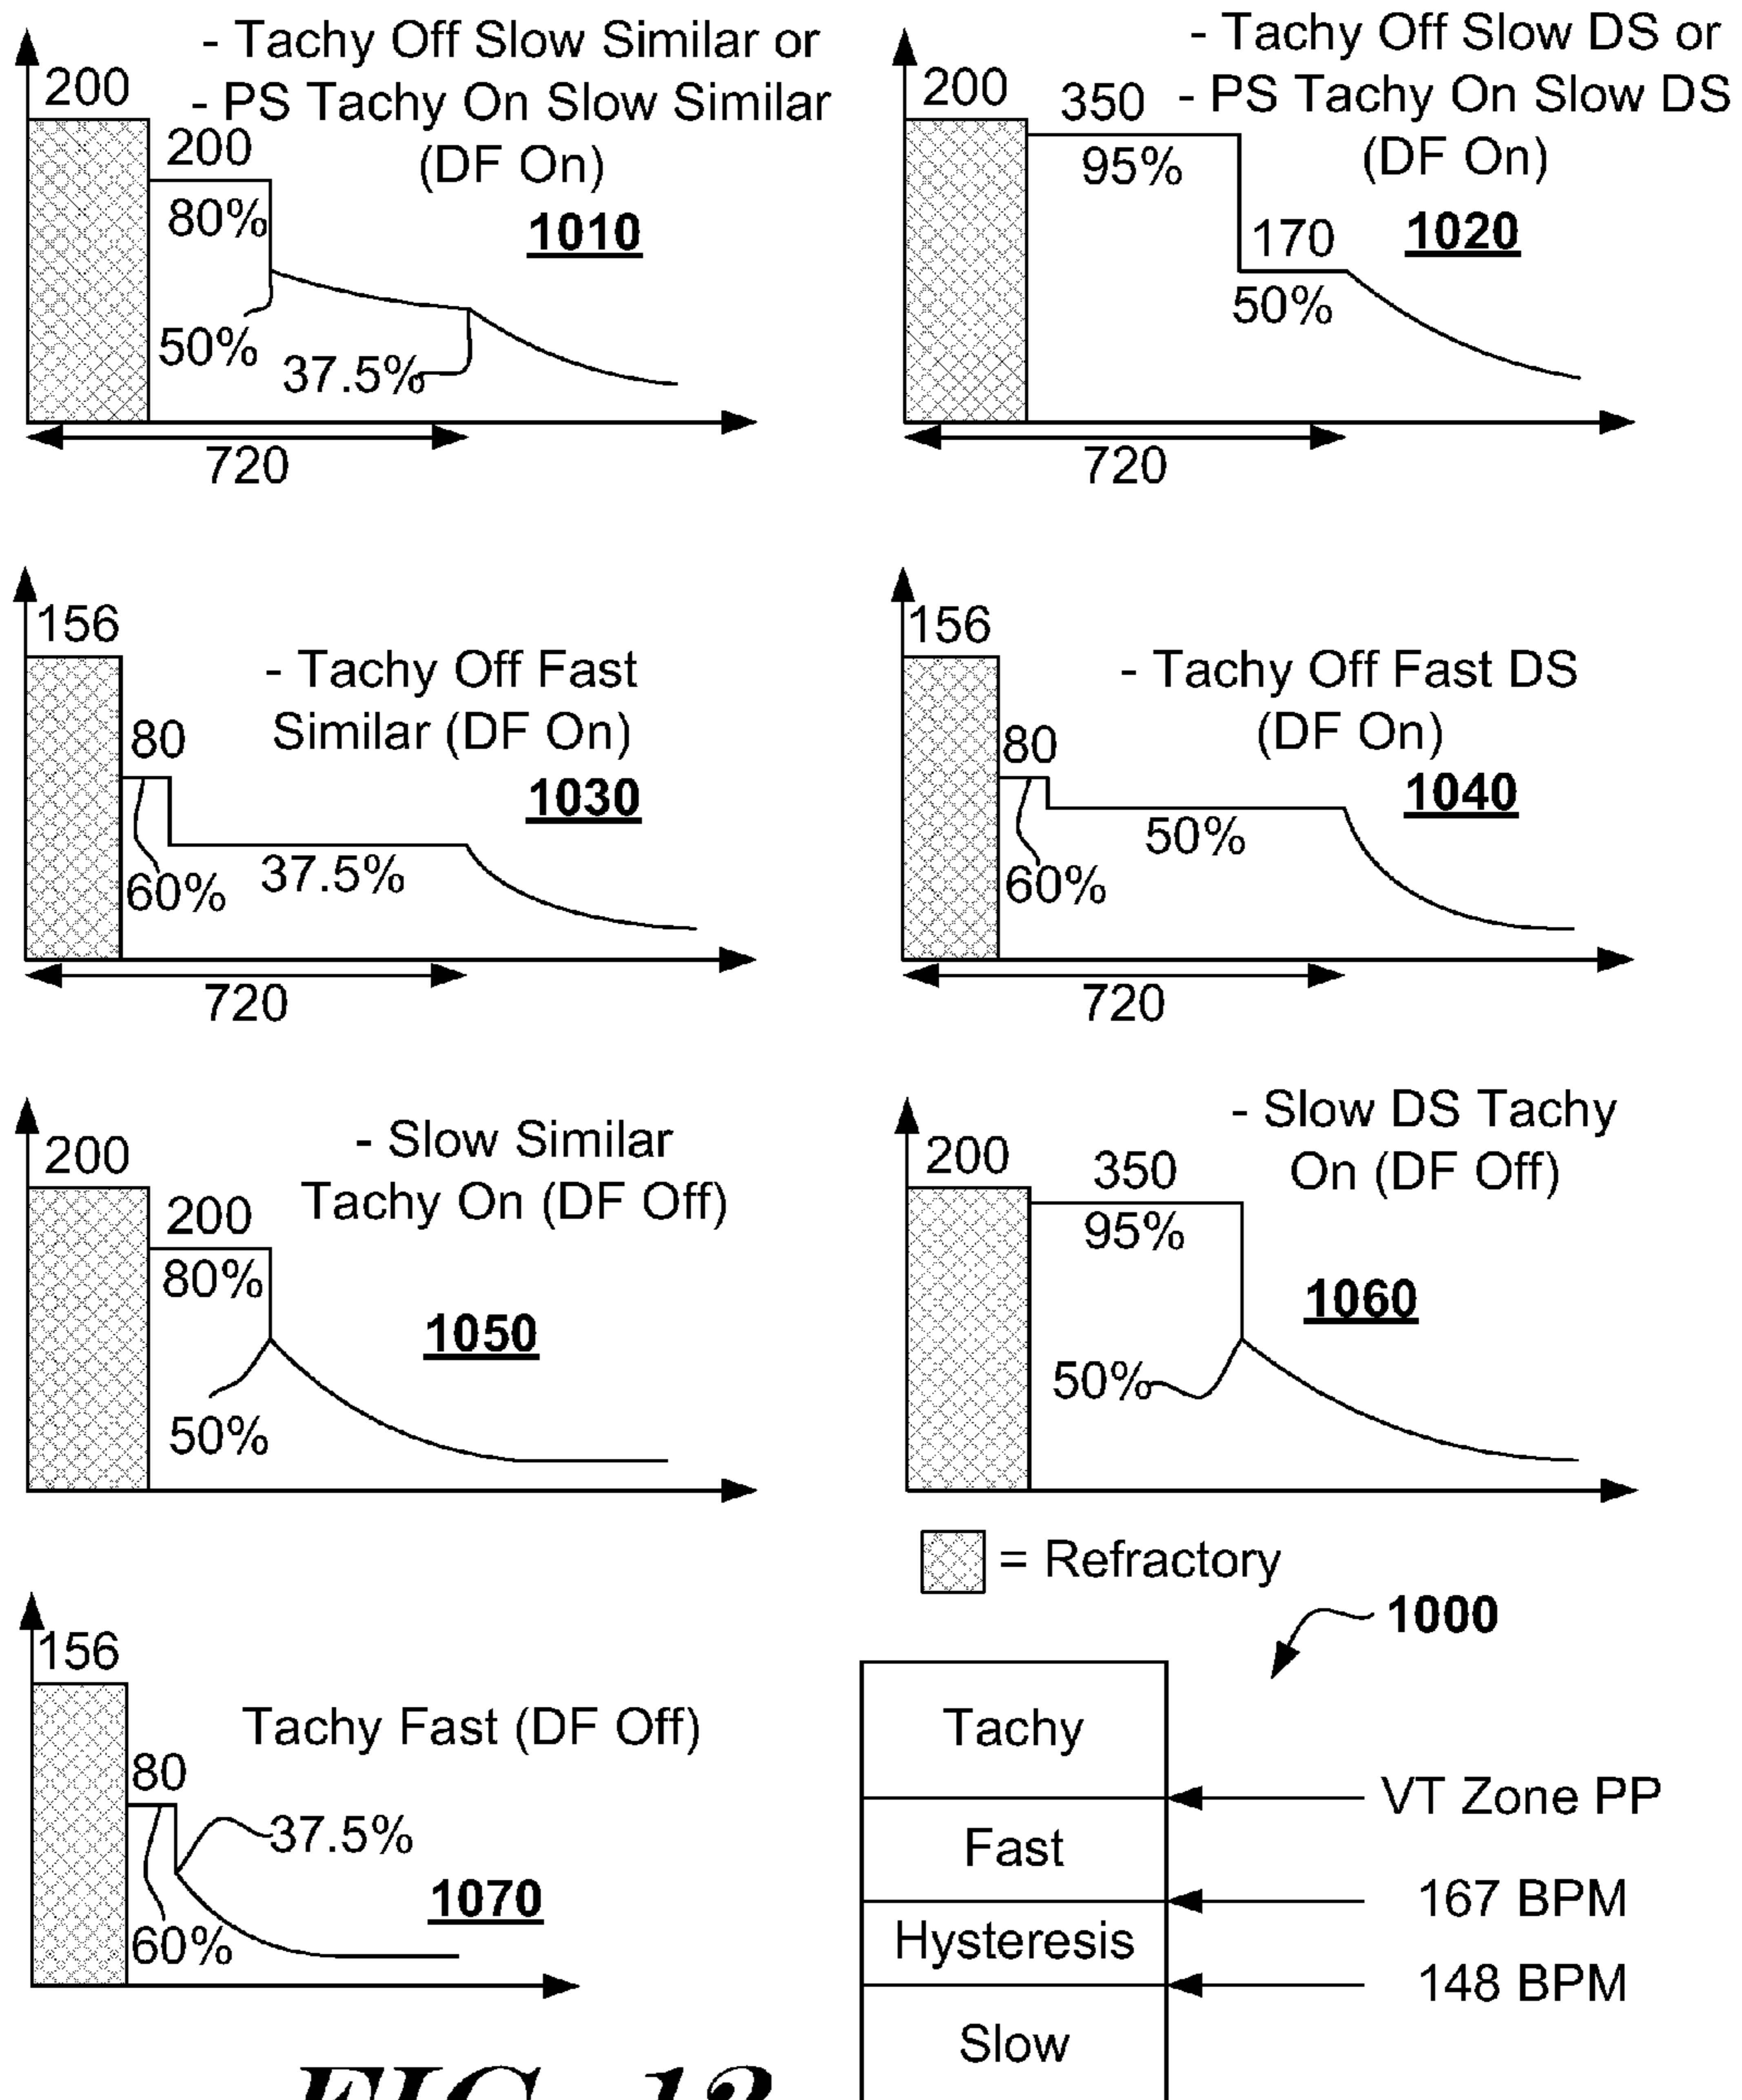 - Tachy Off Slow Similar or
- PS Tachy On Slow Similar
(DF On)
200
200
80%
50%
37.5%
1010
720
- Tachy Off Slow DS or
- PS Tachy On Slow DS
(DF On)
200
350
95%
170
50%
1020
720
156
- Tachy Off Fast
Similar (DF On)
80
60%
37.5%
1030
720
156
- Tachy Off Fast DS
(DF On)
80
60%
50%
1040
720
200
- Slow Similar
Tachy On (DF Off)
200
80%
50%
1050
200
- Slow DS Tachy
On (DF Off)
350
95%
50%
1060
= Refractory
156
Tachy Fast (DF Off)
80
37.5%
60%
1070
1000
Tachy
VT Zone PP
Fast
167 BPM
Hysteresis
148 BPM
Slow